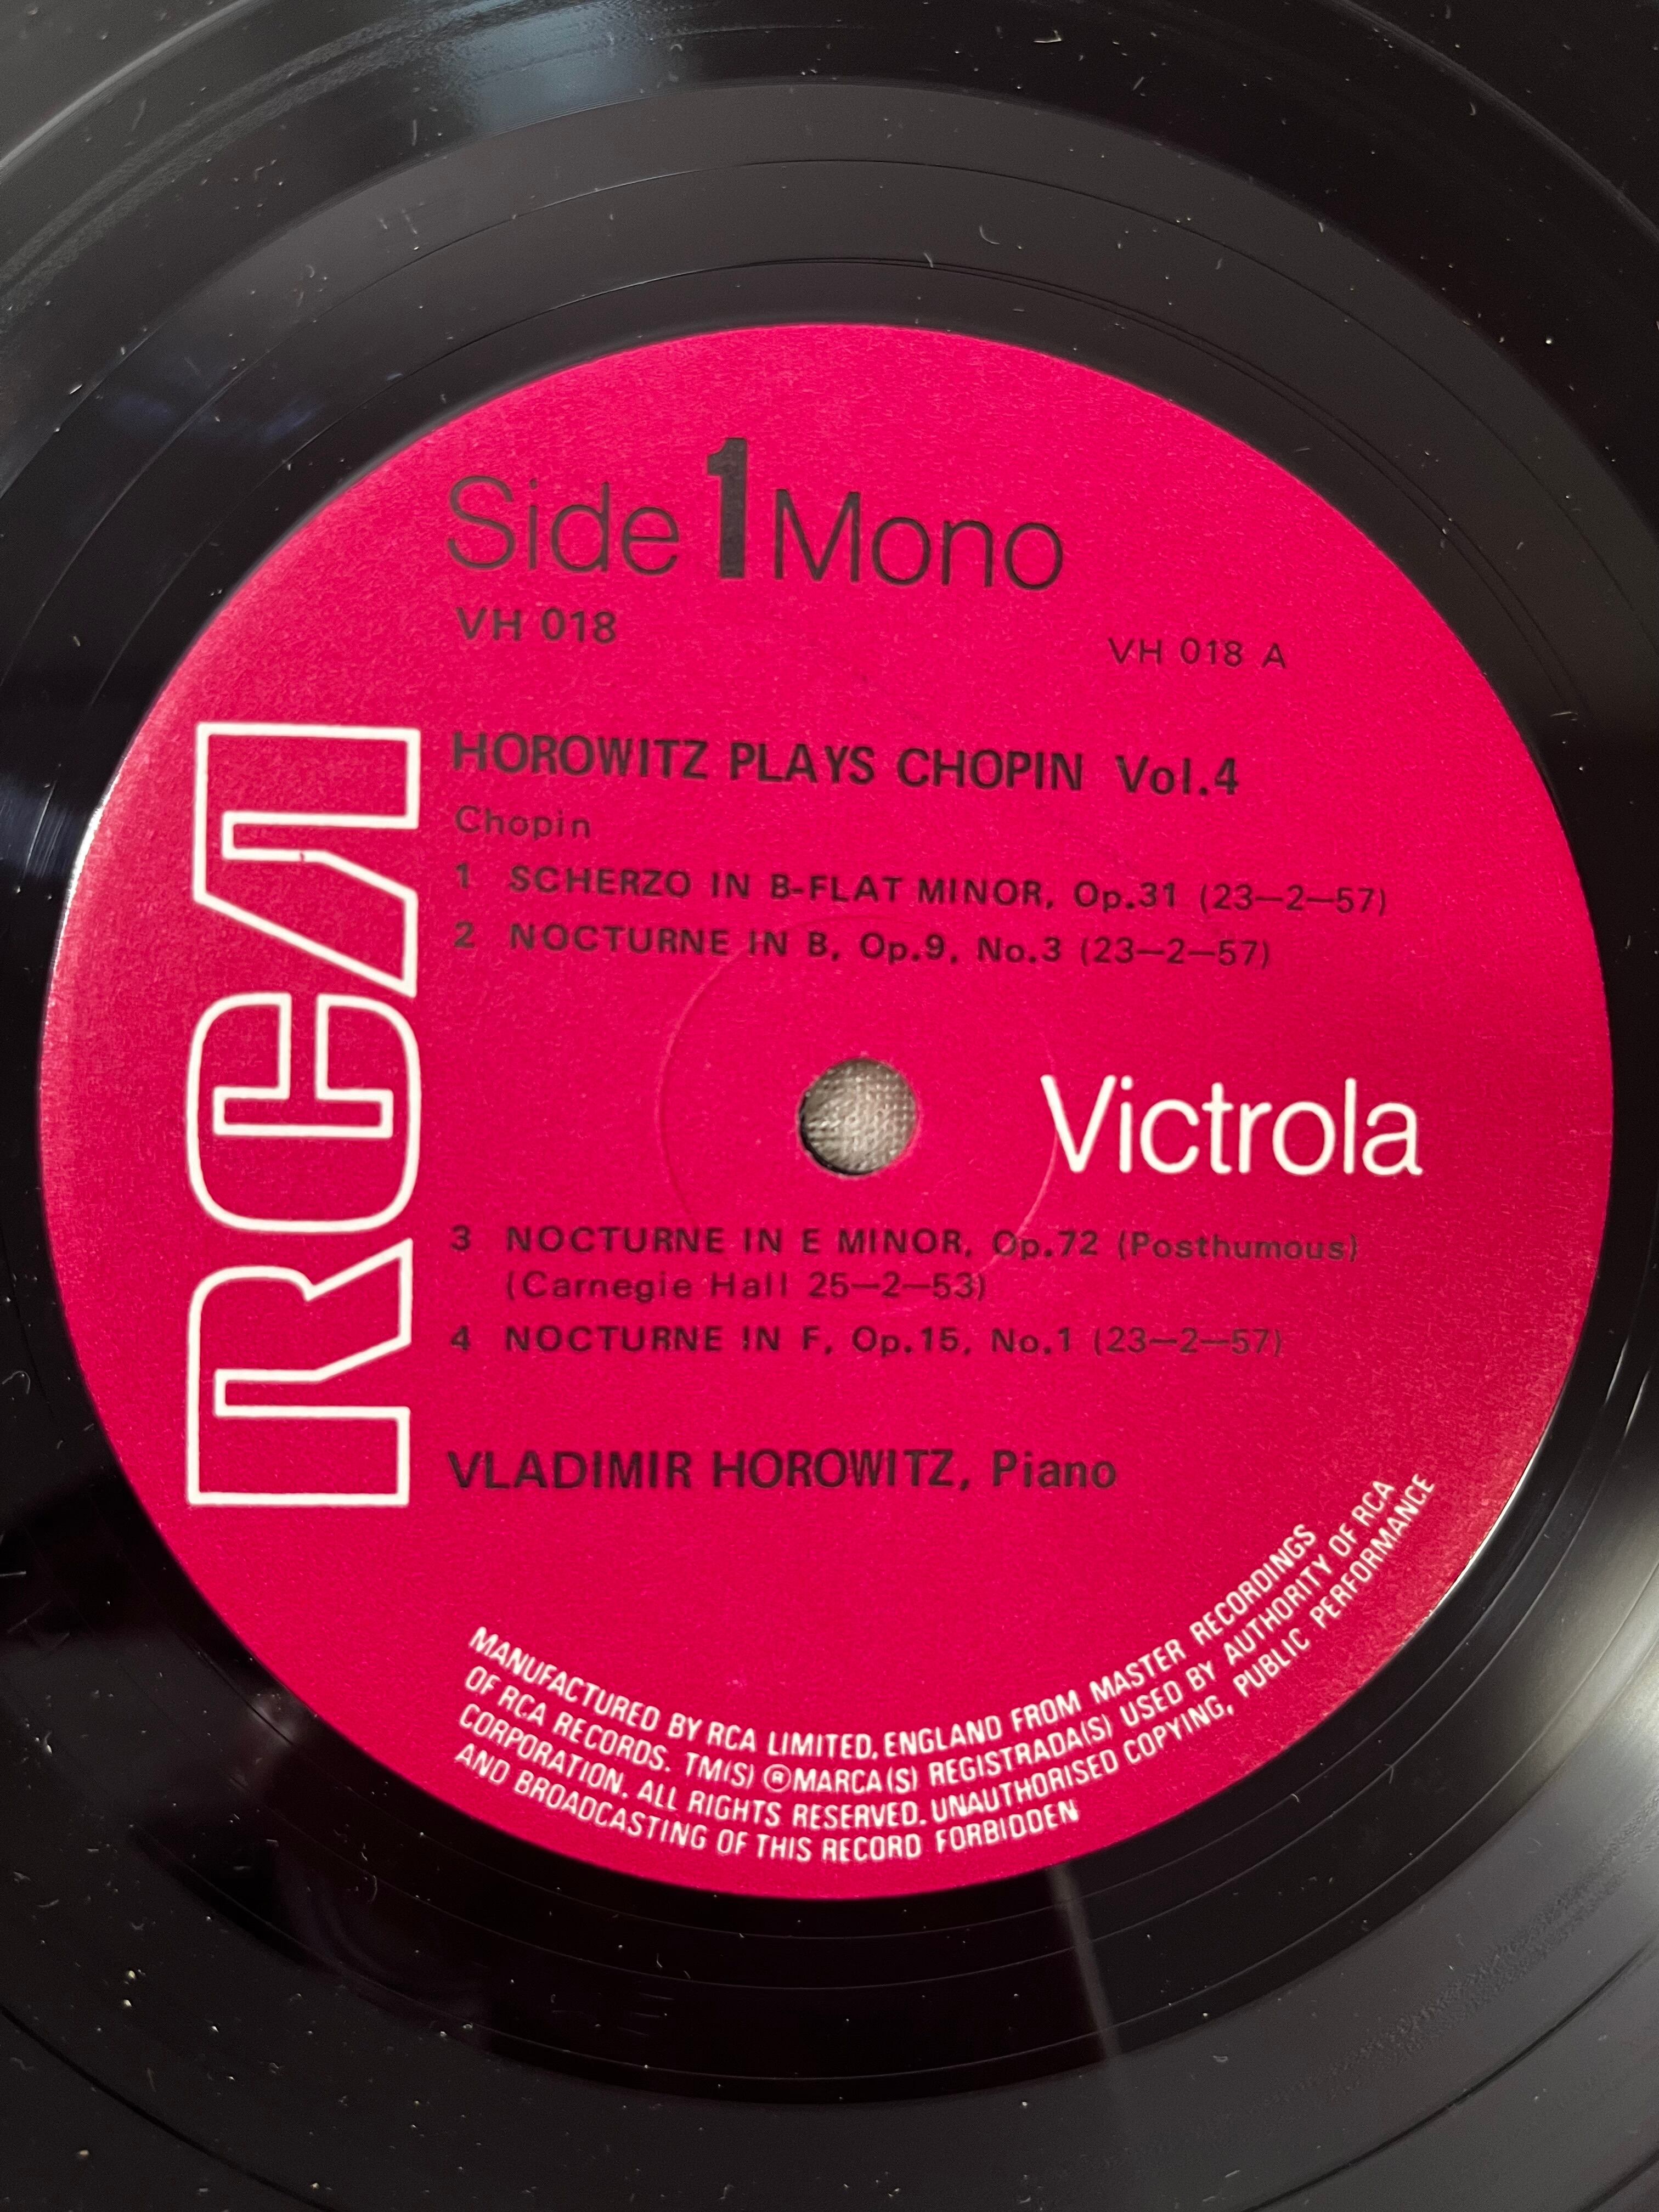 Side 1 Mono
VH 018
VH 018 A
HOROWITZ PLAYS CHOPIN Vol.4
Chopin
1 SCHERZO IN B-FLAT MINOR, Op.31 (23-2-57)
2 NOCTURNE IN B, Op.9, No.3 (23-2-57)
RCA
Victrola
3 NOCTURNE IN E MINOR, Op.72 (Posthumous)
(Carnegie Hall 25-2-53)
4 NOCTURNE IN F, Op.15, No.1 (23-2-57)
VLADIMIR HOROWITZ, Piano
MANUFACTURED BY RCA LIMITED, ENGLAND FROM MASTER RECORDINGS
OF RCA RECORDS. TM(S) ®MARCA(S) REGISTRADA(S) USED BY AUTHORITY OF RCA
CORPORATION. ALL RIGHTS RESERVED. UNAUTHORISED COPYING, PUBLIC PERFORMANCE
AND BROADCASTING OF THIS RECORD FORBIDDEN